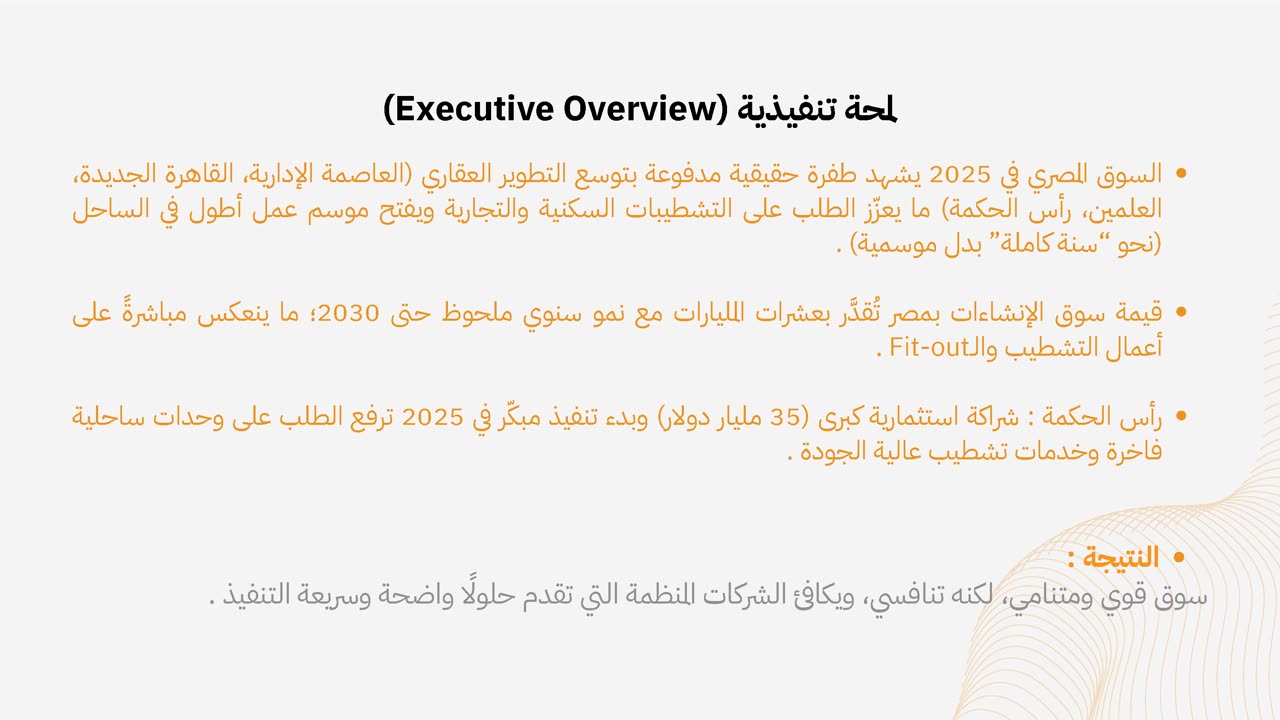 لمحة تنفيذية (Executive Overview)
• السوق المصري في 2025 يشهد طفرة حقيقية مدفوعة بتوسع التطوير العقاري (العاصمة الإدارية، القاهرة الجديدة،
العلمين، رأس الحكمة) ما يعزّز الطلب على التشطيبات السكنية والتجارية ويفتح موسم عمل أطول في الساحل
(نحو “سنة كاملة” بدل موسمية) .
• قيمة سوق الإنشاءات بمصر تُقدَّر بعشرات المليارات مع نمو سنوي ملحوظ حتى 2030؛ ما ينعكس مباشرةً على
أعمال التشطيب والـFit-out .
• رأس الحكمة : شراكة استثمارية كبرى (35 مليار دولار) وبدء تنفيذ مبكّر في 2025 ترفع الطلب على وحدات ساحلية
فاخرة وخدمات تشطيب عالية الجودة .
• النتيجة :
سوق قوي ومتنامي، لكنه تنافسي، ويكافئ الشركات المنظمة التي تقدم حلولًا واضحة وسريعة التنفيذ .